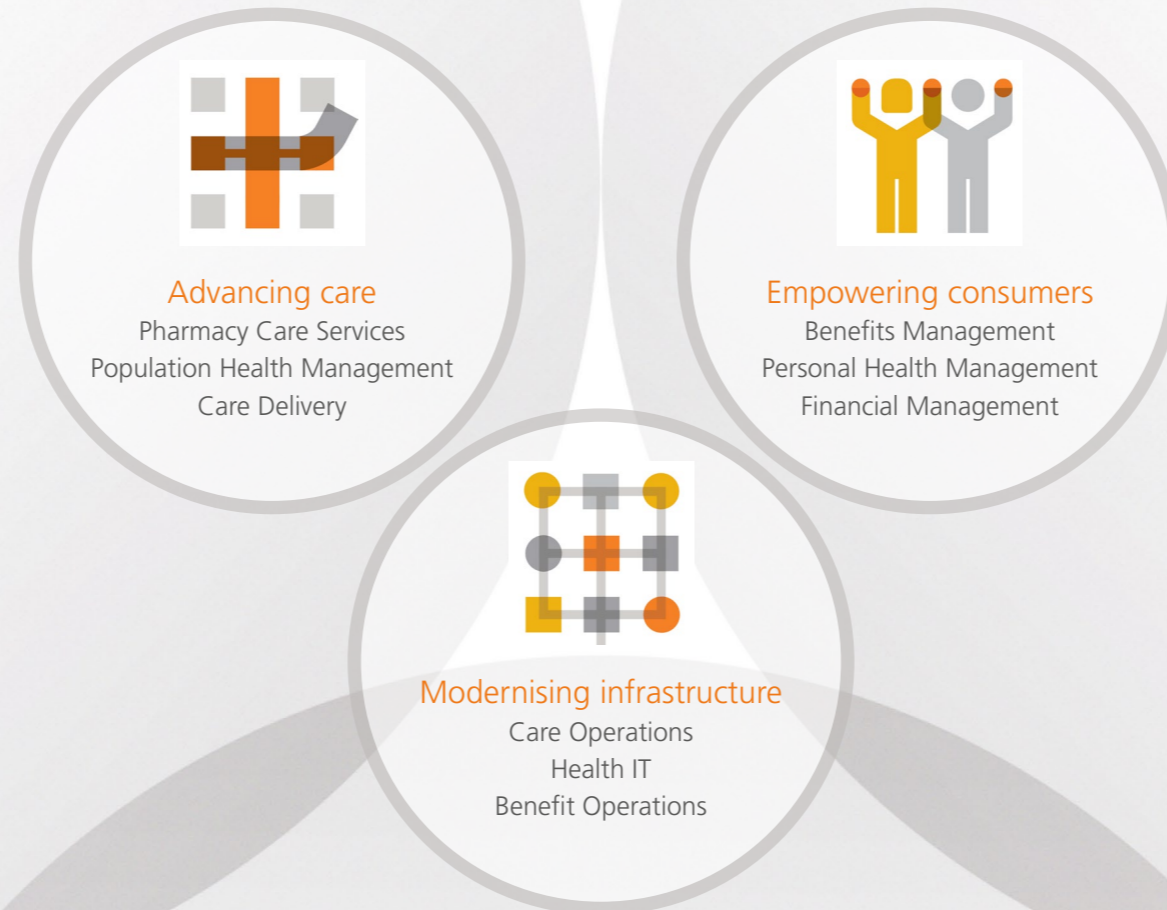 Advancing care
Pharmacy Care Services
Population Health Management
Care Delivery
Empowering consumers
Benefits Management
Personal Health Management
Financial Management
Modernising infrastructure
Care Operations
Health IT
Benefit Operations